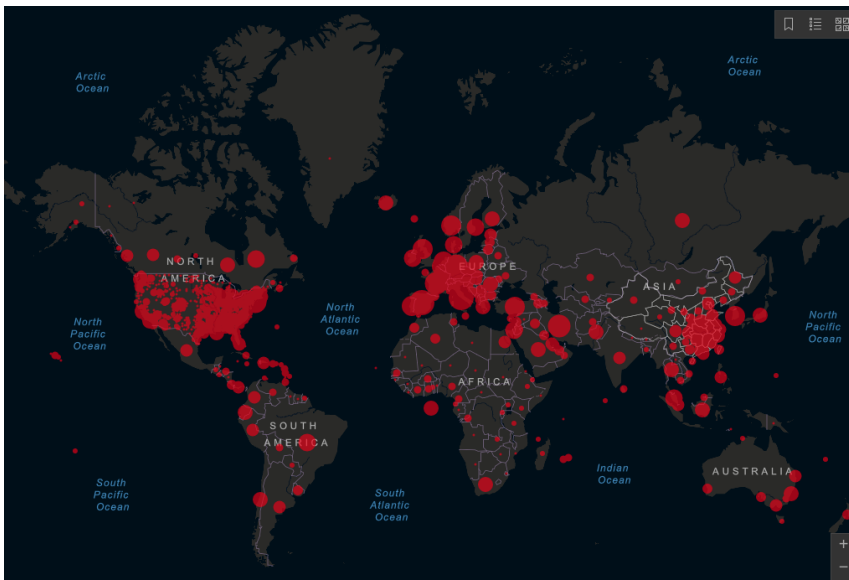 Arctic
Ocean
Arctic
Ocean
NORTH
AMERICA
EUROPE
ASIA
North
Pacific
Ocean
North
Atlantic
Ocean
North
Pacific
Ocean
AFRICA
SOUTH
AMERICA
South
Pacific
Ocean
South
Atlantic
Ocean
Indian
Ocean
AUSTRALIA
+
−